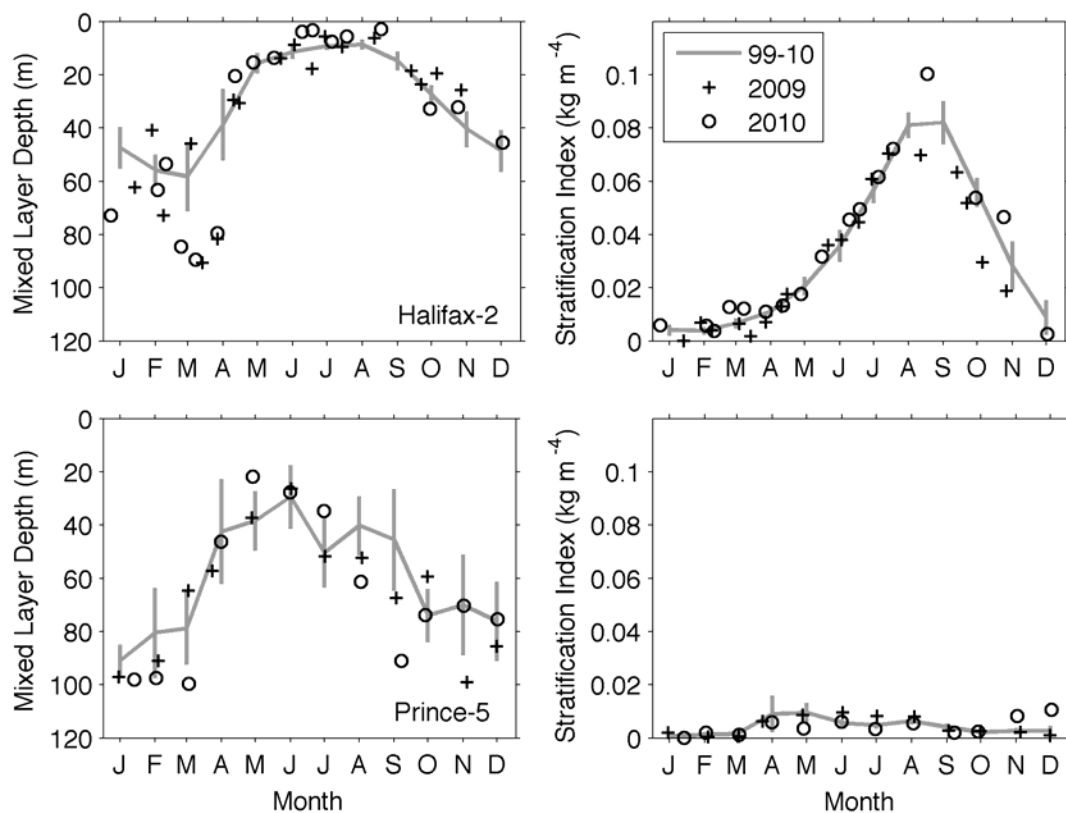 0
20
40
60
80
100
120
Mixed Layer Depth (m)
Halifax-2
J F M A M J J A S O N D
0.1
0.08
0.06
0.04
0.02
0
Stratification Index (kg m⁻⁴)
99-10
2009
2010
J F M A M J J A S O N D
0
20
40
60
80
100
120
Mixed Layer Depth (m)
Prince-5
J F M A M J J A S O N D
Month
0.1
0.08
0.06
0.04
0.02
0
Stratification Index (kg m⁻⁴)
J F M A M J J A S O N D
Month